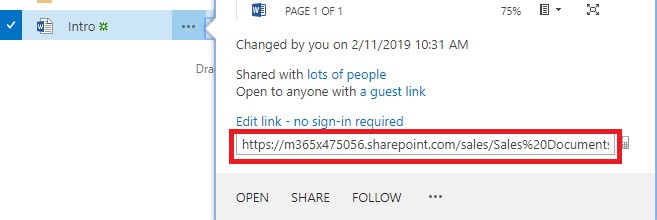 PAGE 1 OF 1 75%
Intro
Changed by you on 2/11/2019 10:31 AM
Shared with lots of people
Open to anyone with a guest link
Edit link - no sign-in required
https://m365x475056.sharepoint.com/sales/Sales%20Documents
OPEN SHARE FOLLOW ...